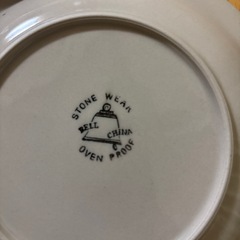 STONE WEAR
BELL CHINA
OVEN PROOF